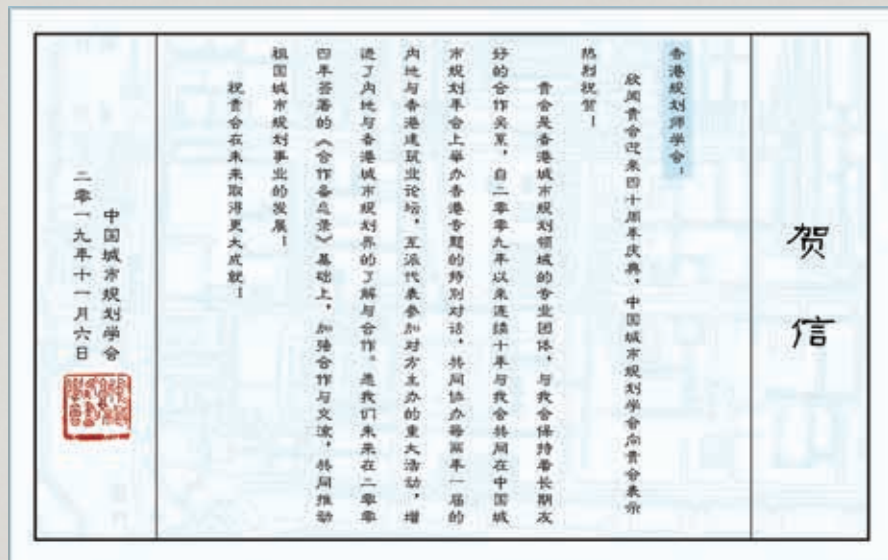 贺信
香港规划师学会:
欣闻贵会迎来四十周年庆典,中国城市规划学会向贵会表示
热烈祝贺!
贵会是香港城市规划领域的专业团体,与我会保持着长期友
好的合作关系,自二零零九年以来连续十年与我会共同在中国城
市规划年会上举办香港专题的特别对话,共同协办每两年一届的
内地与香港建筑业论坛,互派代表参加对方主办的重大活动,增
进了内地与香港城市规划界的了解与合作。愿我们未来在二零零
四年签署的《合作备忘录》基础上,加强合作与交流,共同推动
祖国城市规划事业的发展!
祝贵会在未来取得更大成就!
中国城市规划学会
二零一九年十一月六日